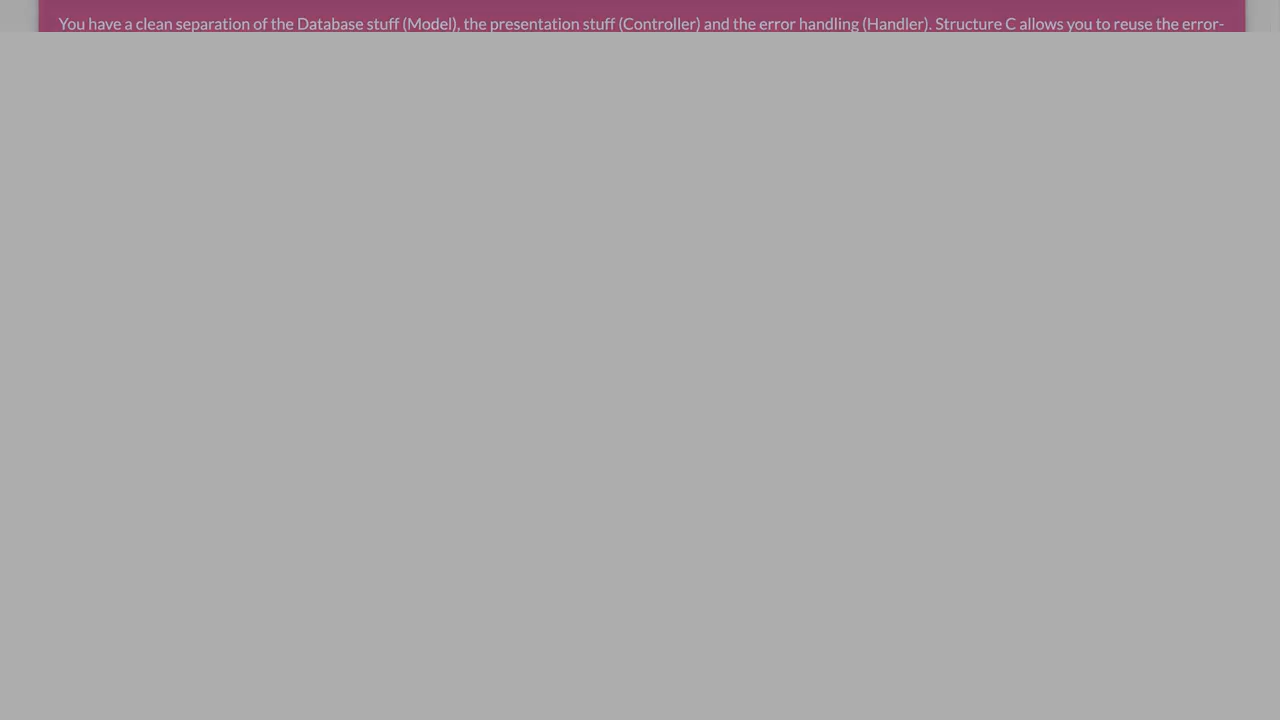 You have a clean separation of the Database stuff (Model), the presentation stuff (Controller) and the error handling (Handler). Structure C allows you to reuse the error-